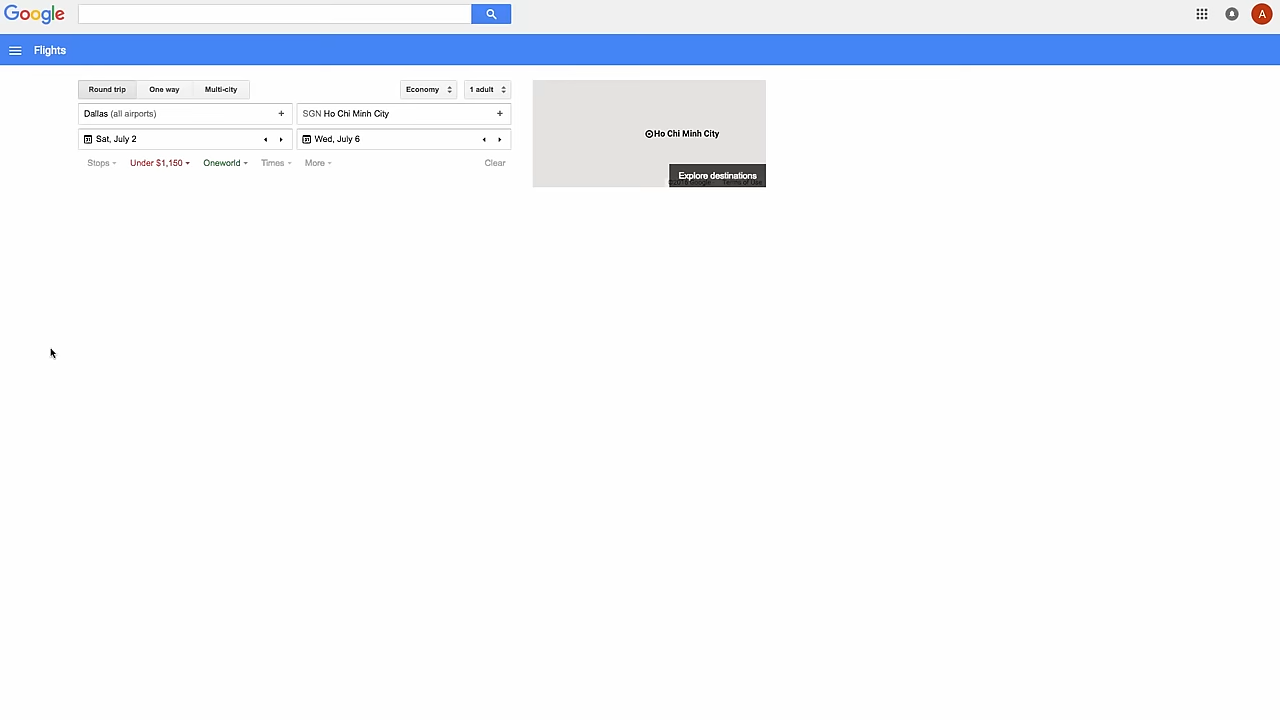 Google
A
Flights
Round trip One way Multi-city Economy 1 adult
Dallas (all airports) + SGN Ho Chi Minh City +
Sat, July 2 Wed, July 6
Stops Under $1,150 Oneworld Times More Clear
Ho Chi Minh City
Explore destinations